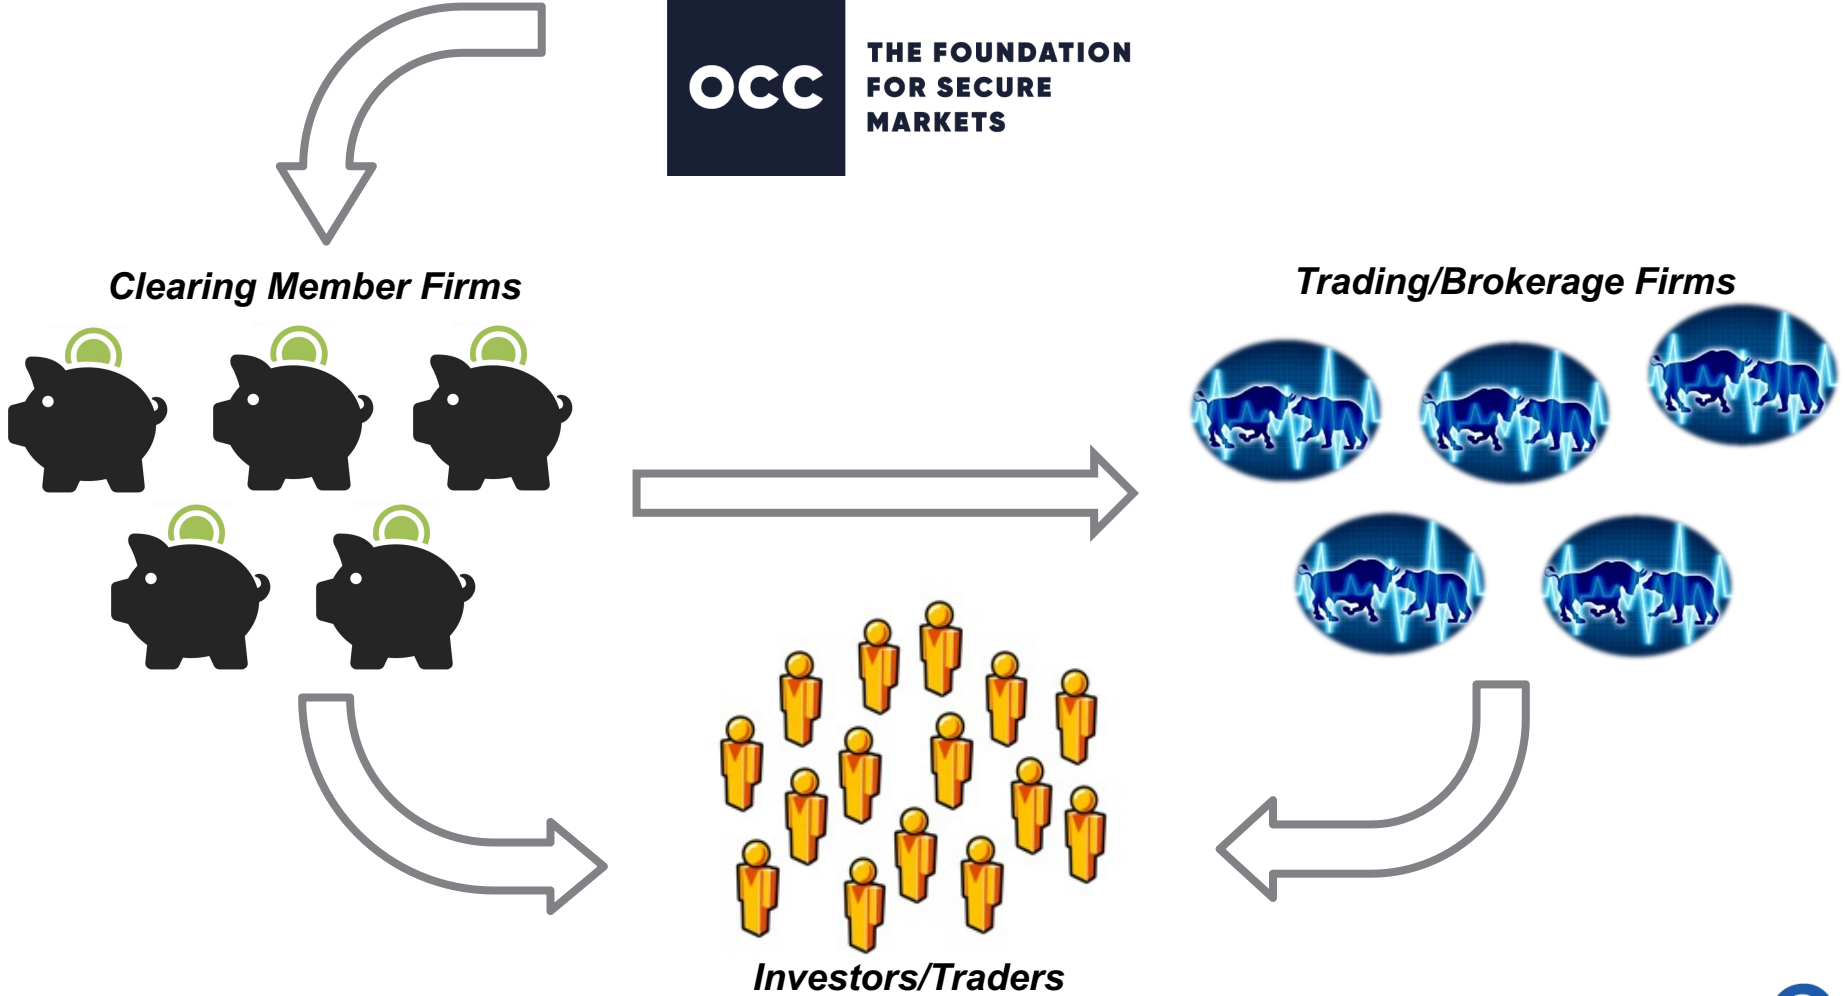 OCC
THE FOUNDATION
FOR SECURE
MARKETS
Clearing Member Firms
Trading/Brokerage Firms
Investors/Traders